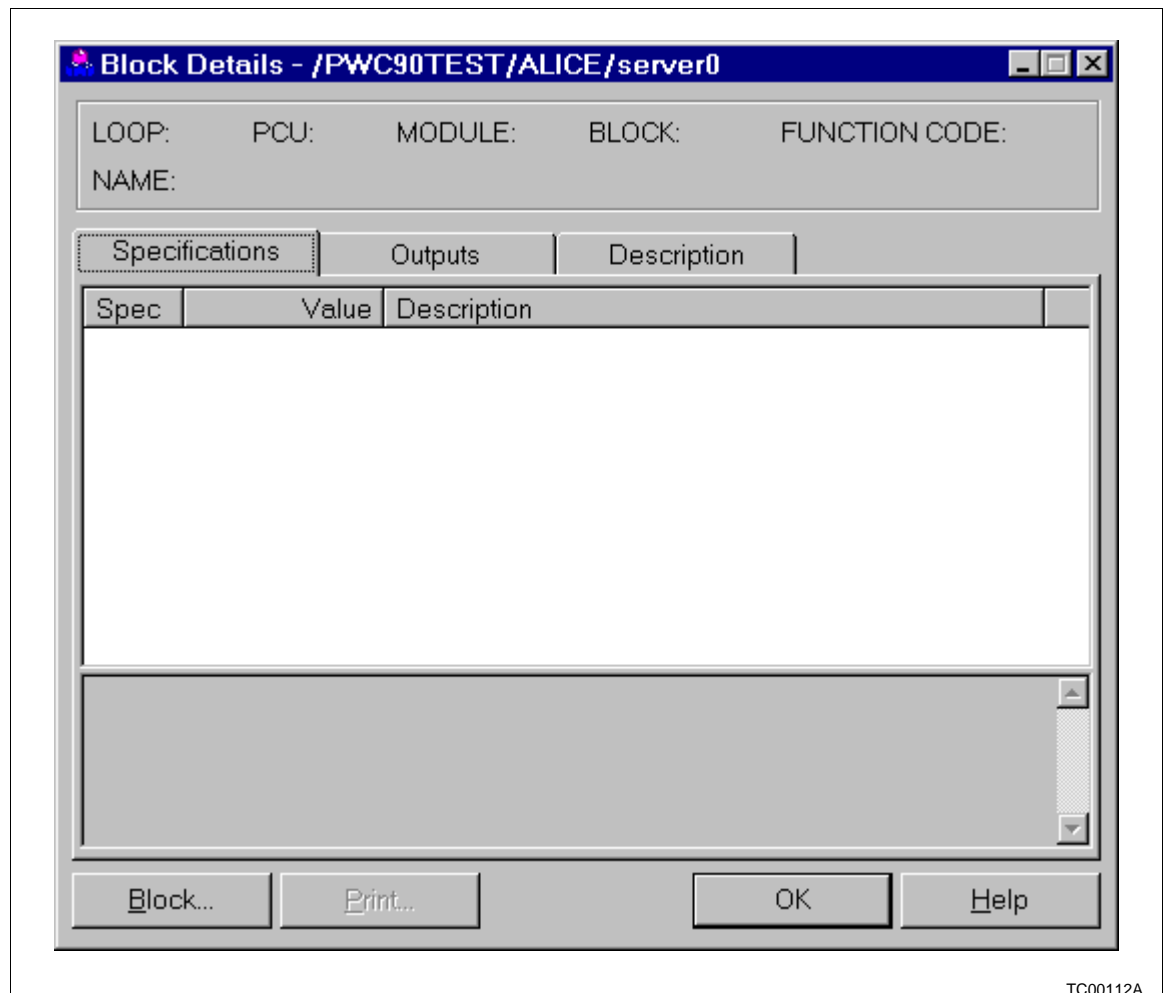 Block Details - /PWC90TEST/ALICE/server0
LOOP: PCU: MODULE: BLOCK: FUNCTION CODE:
NAME:
Specifications Outputs Description
Spec Value Description
Block... Print... OK Help
TC00112A